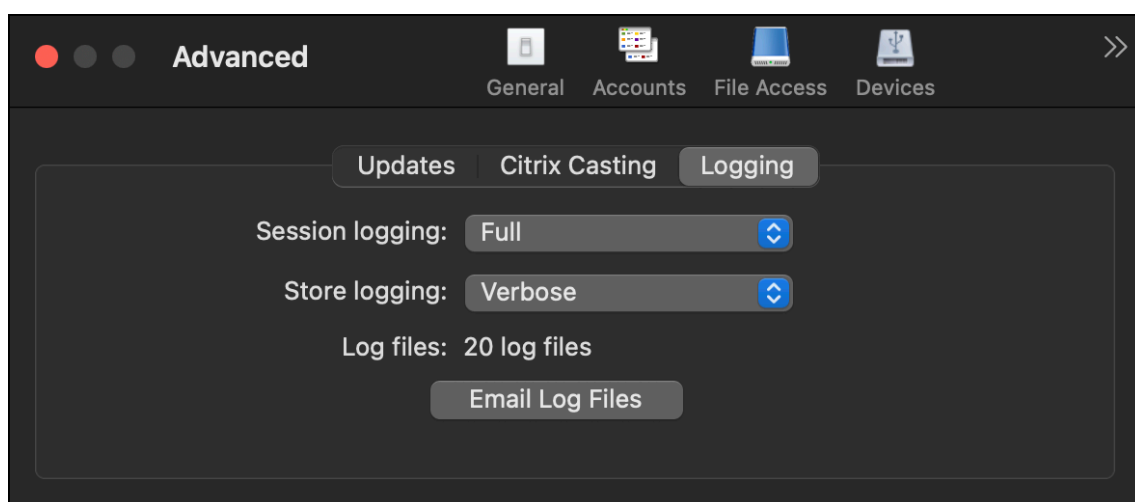 Advanced
General Accounts File Access Devices
Updates Citrix Casting Logging
Session logging: Full
Store logging: Verbose
Log files: 20 log files
Email Log Files